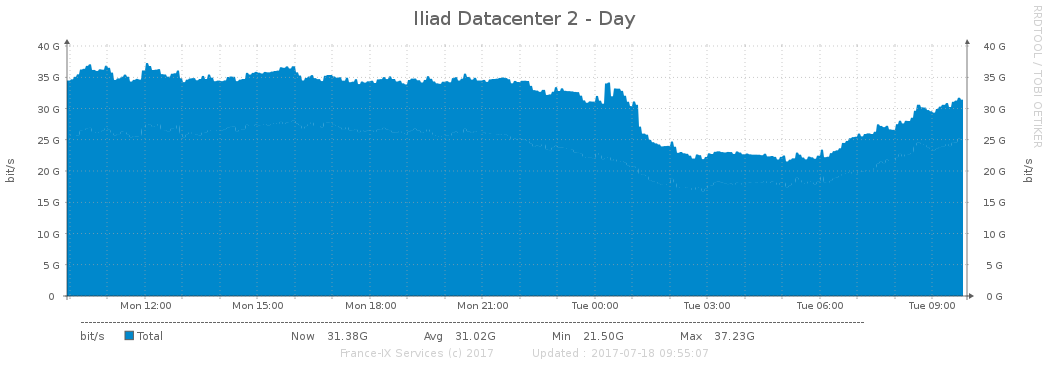 Iliad Datacenter 2 - Day
RRDTOOL / TOBI OETIKER
bit/s
40 G
35 G
30 G
25 G
20 G
15 G
10 G
5 G
0
40 G
35 G
30 G
25 G
20 G
15 G
10 G
5 G
0 G
bit/s
Mon 12:00 Mon 15:00 Mon 18:00 Mon 21:00 Tue 00:00 Tue 03:00 Tue 06:00 Tue 09:00
bit/s Total Now 31.38G Avg 31.02G Min 21.50G Max 37.23G
France-IX Services (c) 2017 Updated : 2017-07-18 09:55:07